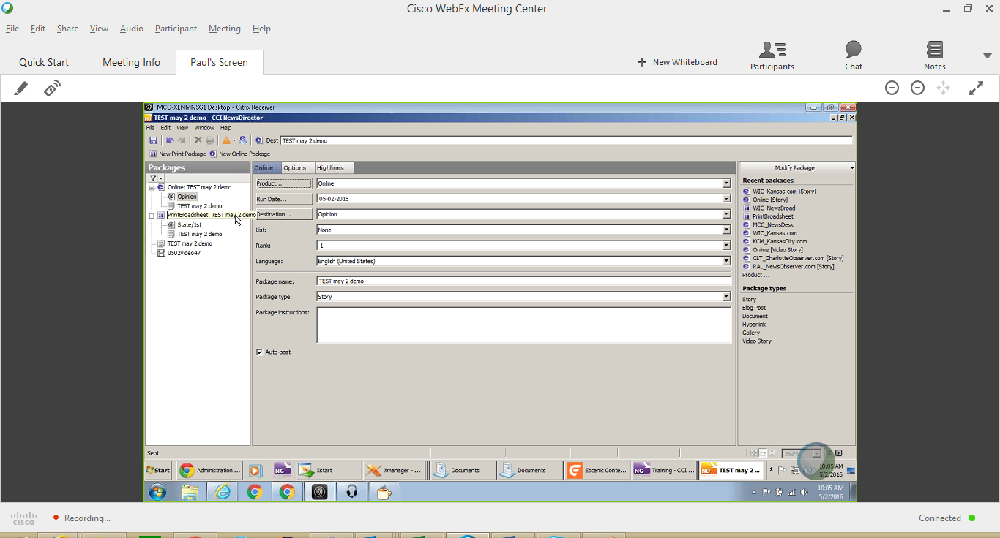 Cisco WebEx Meeting Center
File Edit Share View Audio Participant Meeting Help
Quick Start Meeting Info Paul's Screen New Whiteboard Participants Chat Notes
MCC-XENMNSG1 Desktop - Citrix Receiver
ND TEST may 2 demo - CCI NewsDirector
File Edit View Window Help
Dest TEST may 2 demo
New Print Package New Online Package
Packages
Online: TEST may 2 demo
Opinion
TEST may 2 demo
PrintBroadsheet: TEST may 2 demo
State/1st
TEST may 2 demo
TEST may 2 demo
0502Video47
Online Options Highlines
Product... Online
Run Date... 05-02-2016
Destination... Opinion
List: None
Rank: 1
Language: English (United States)
Package name: TEST may 2 demo
Package type: Story
Package instructions:
Auto-post
Modify Package
Recent packages
WIC_Kansas.com [Story]
Online [Story]
WIC_NewsBroad
PrintBroadsheet
MCC_NewsDesk
WIC_Kansas.com
KCM_KansasCity.com
Online [Video Story]
CLT_CharlotteObserver.com [Story]
RAL_NewsObserver.com [Story]
Product ...
Package types
Story
Blog Post
Document
Hyperlink
Gallery
Video Story
Sent 352%
Start Administration ... NG Xstart Xmanager - ... Documents Documents Escenic Conte... NG Training - CCI ... ND TEST may 2 ... 10:05 AM
5/2/2016
10:05 AM
5/2/2016
CISCO Recording... Connected